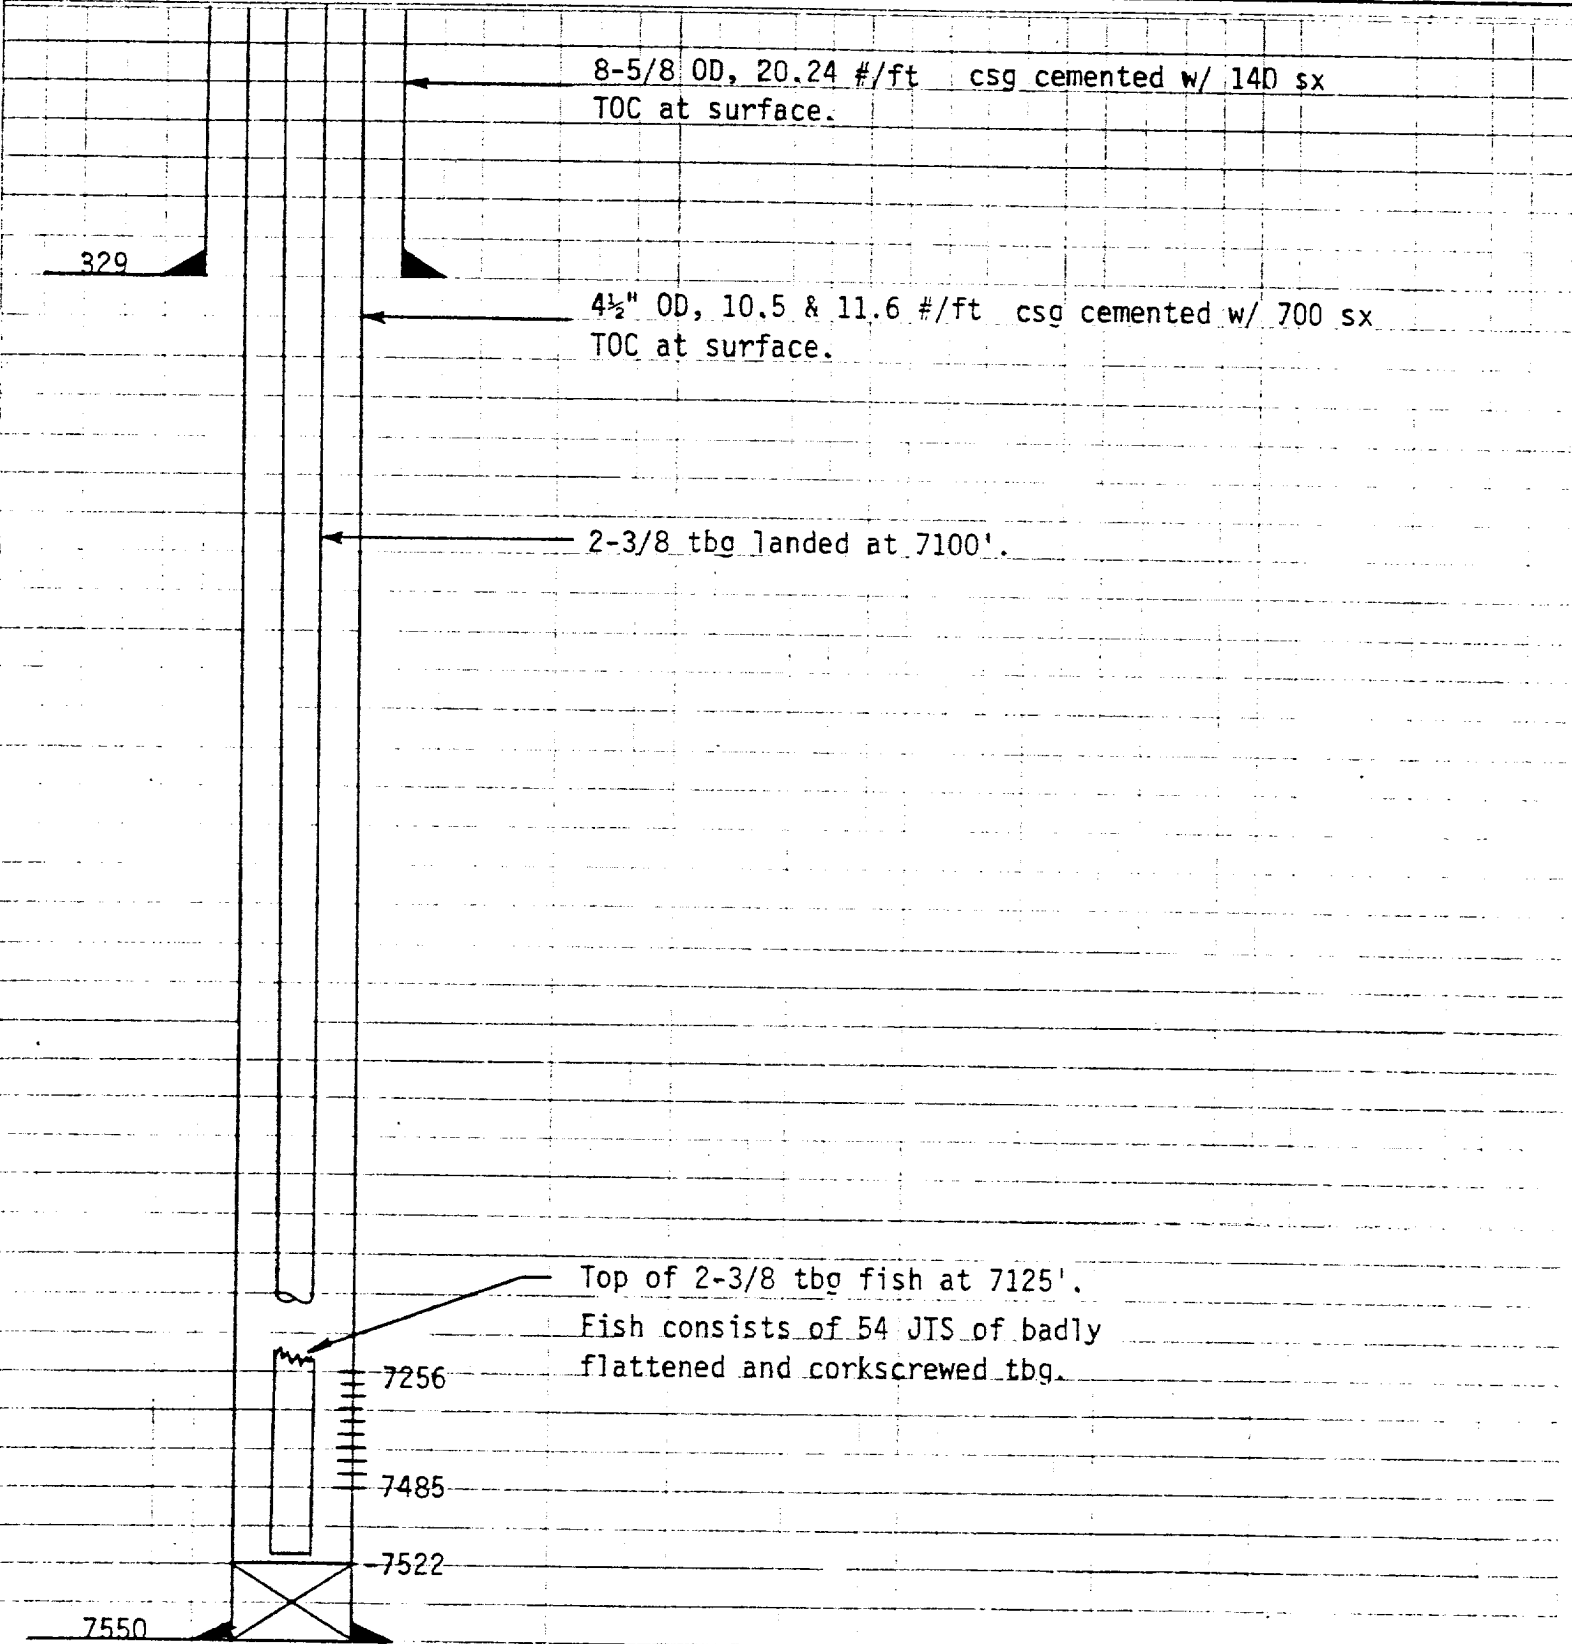 8-5/8 OD, 20.24 #/ft csg cemented w/ 140 sx
TOC at surface.
329
4½" OD, 10.5 & 11.6 #/ft csg cemented w/ 700 sx
TOC at surface.
2-3/8 tbg landed at 7100'.
Top of 2-3/8 tbg fish at 7125'.
Fish consists of 54 JTS of badly
flattened and corkscrewed tbg.
7256
7485
7522
7550